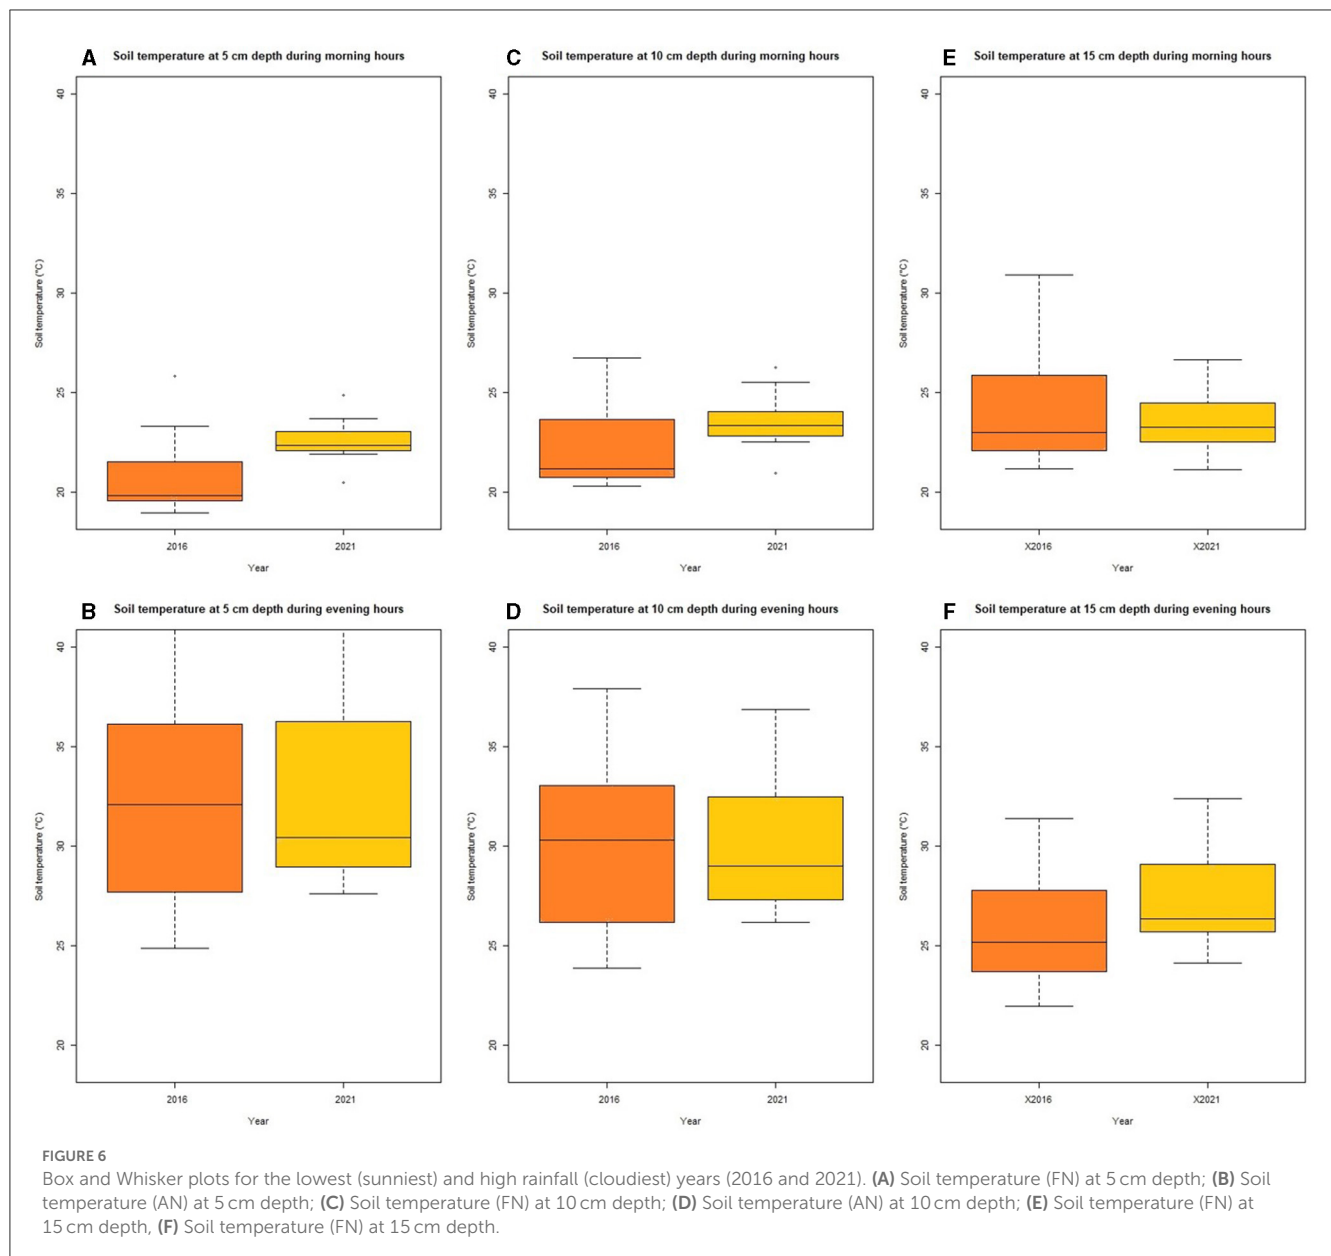 A Soil temperature at 5 cm depth during morning hours
40
35
30
25
20
Soil temperature (°C)
2016 2021
Year
C Soil temperature at 10 cm depth during morning hours
40
35
30
25
20
Soil temperature (°C)
2016 2021
Year
E Soil temperature at 15 cm depth during morning hours
40
35
30
25
20
Soil temperature (°C)
X2016 X2021
Year
B Soil temperature at 5 cm depth during evening hours
40
35
30
25
20
Soil temperature (°C)
2016 2021
Year
D Soil temperature at 10 cm depth during evening hours
40
35
30
25
20
Soil temperature (°C)
2016 2021
Year
F Soil temperature at 15 cm depth during evening hours
40
35
30
25
20
Soil temperature (°C)
X2016 X2021
Year
FIGURE 6
Box and Whisker plots for the lowest (sunniest) and high rainfall (cloudiest) years (2016 and 2021). (A) Soil temperature (FN) at 5 cm depth; (B) Soil
temperature (AN) at 5 cm depth; (C) Soil temperature (FN) at 10 cm depth; (D) Soil temperature (AN) at 10 cm depth; (E) Soil temperature (FN) at
15 cm depth, (F) Soil temperature (FN) at 15 cm depth.